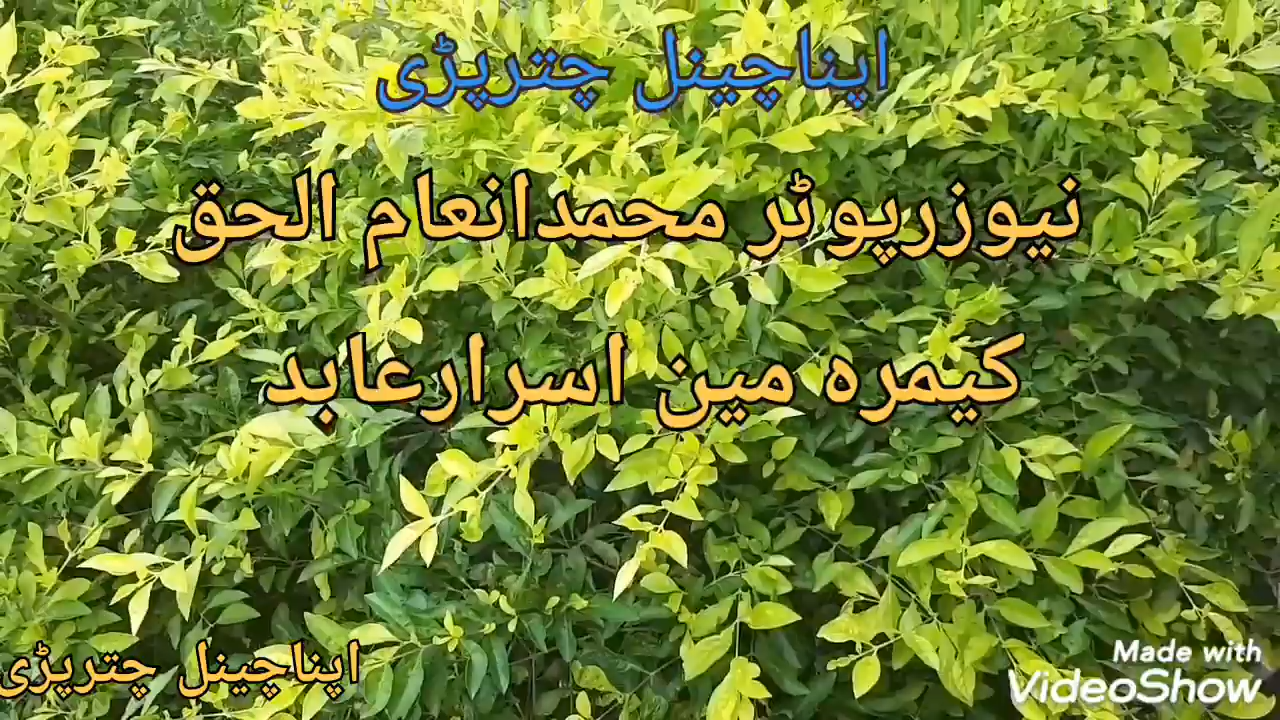 اپناچینل چترپڑی
نیوزرپوٹر محمدانعام الحق
کیمرہ مین اسرارعابد
اپناچینل چترپڑی
Made with
VideoShow